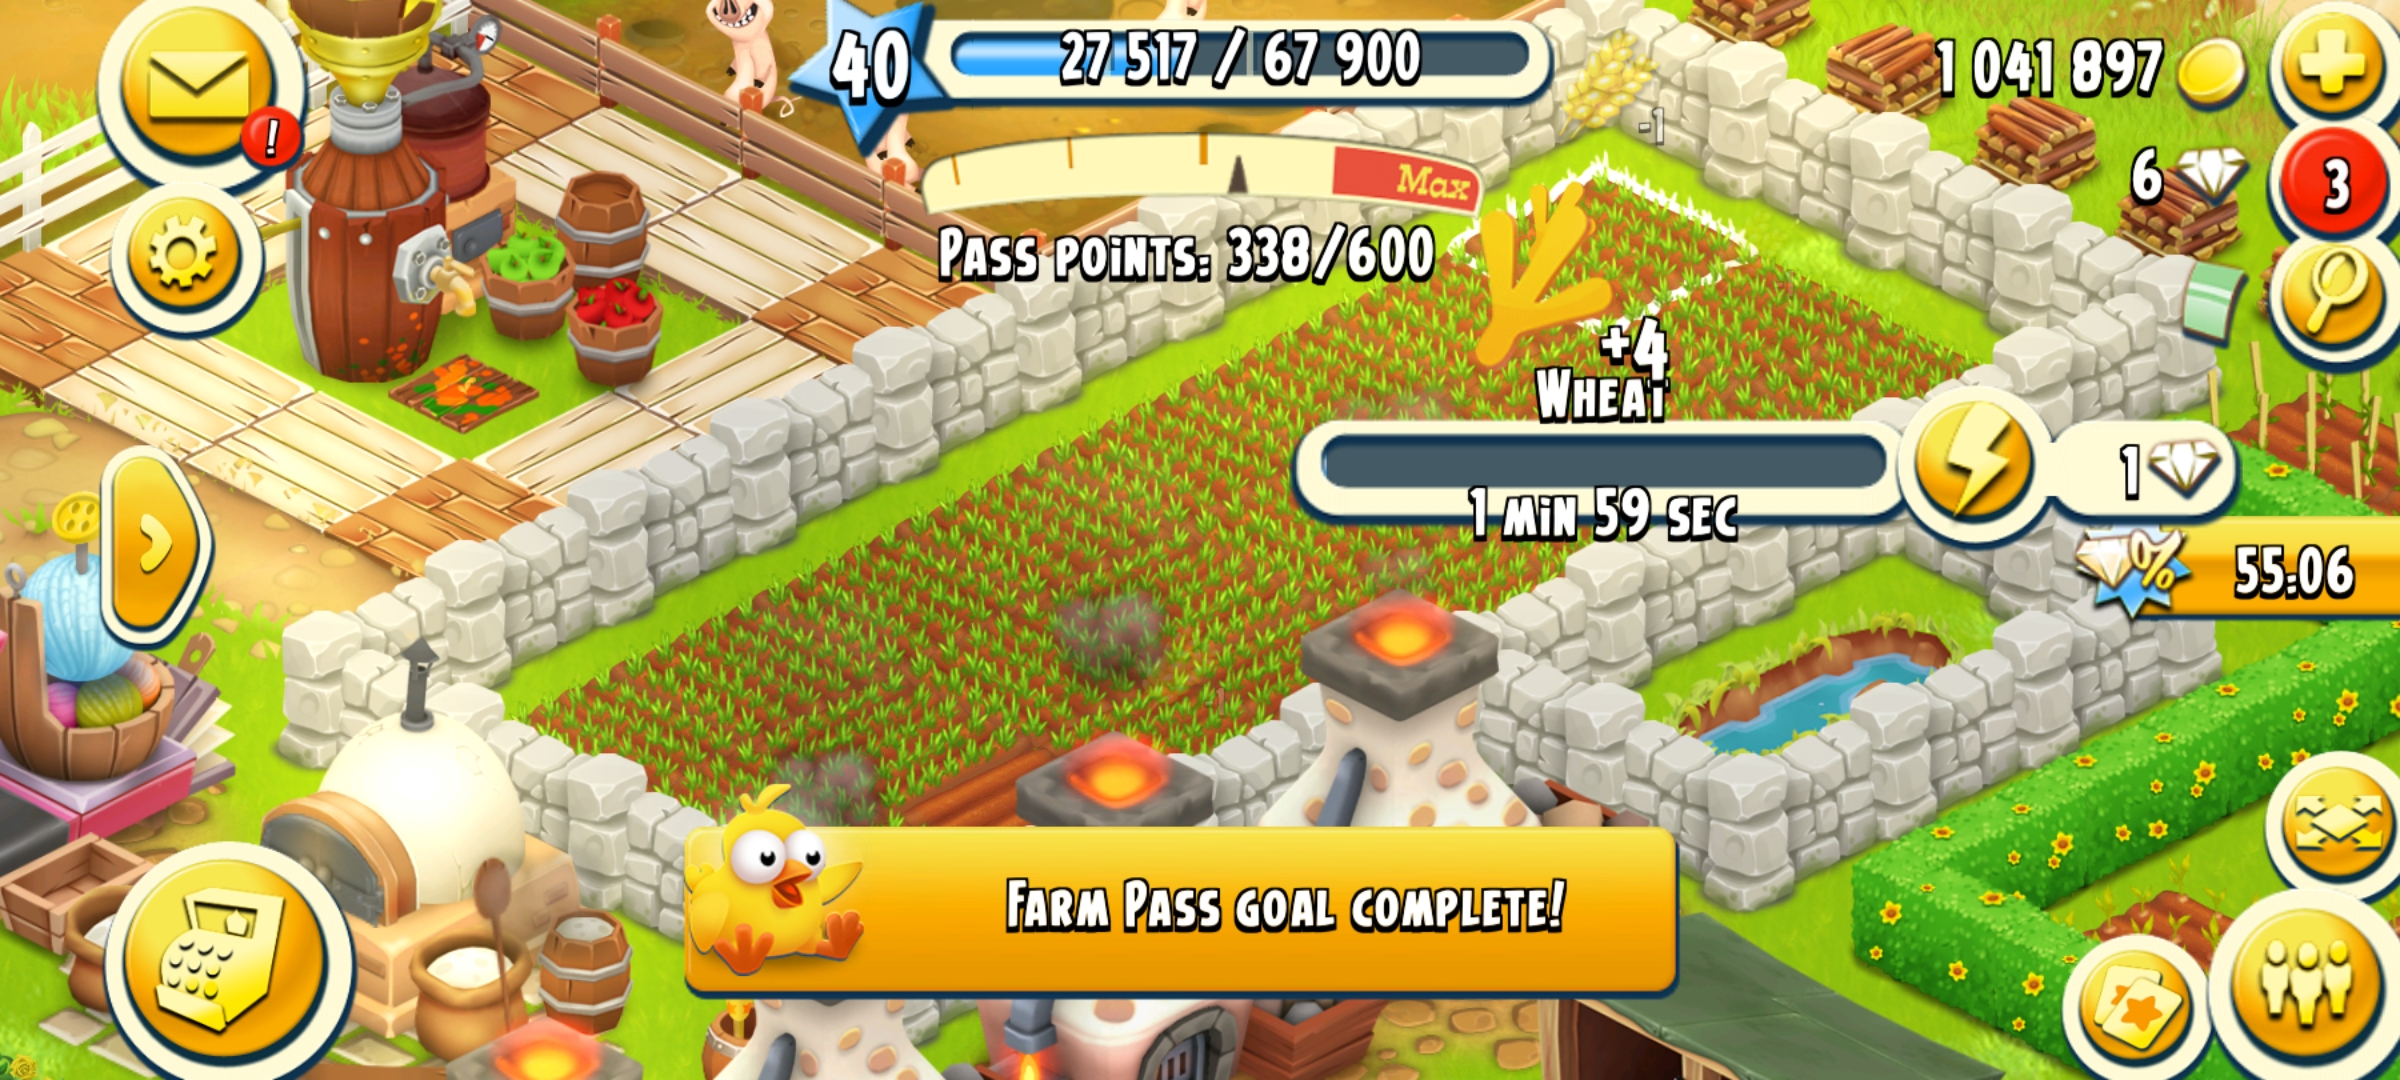 !
40
27 517 / 67 900
1 041 897
-1
Max
6
3
Pass points: 338/600
+4
Wheat
1 min 59 sec
1
%
55:06
-1
Farm Pass goal complete!